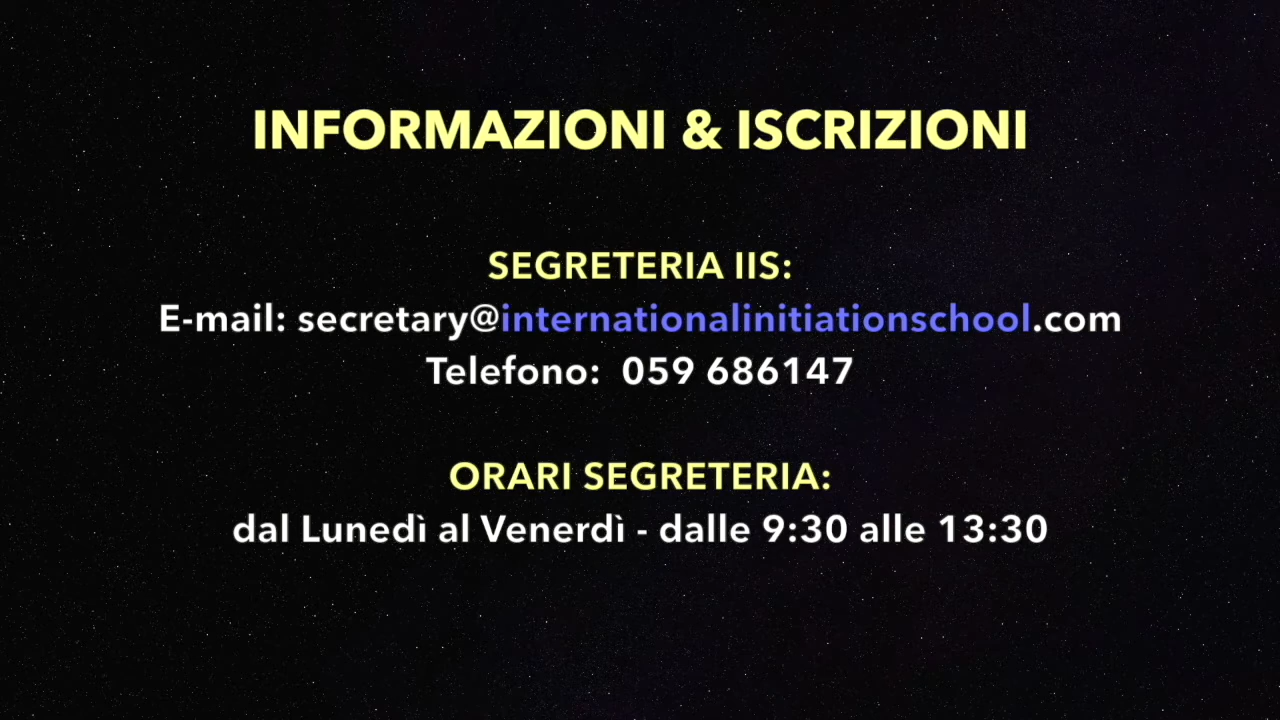 INFORMAZIONI & ISCRIZIONI
SEGRETERIA IIS:
E-mail: secretary@internationalinitiationschool.com
Telefono: 059 686147
ORARI SEGRETERIA:
dal Lunedì al Venerdì - dalle 9:30 alle 13:30